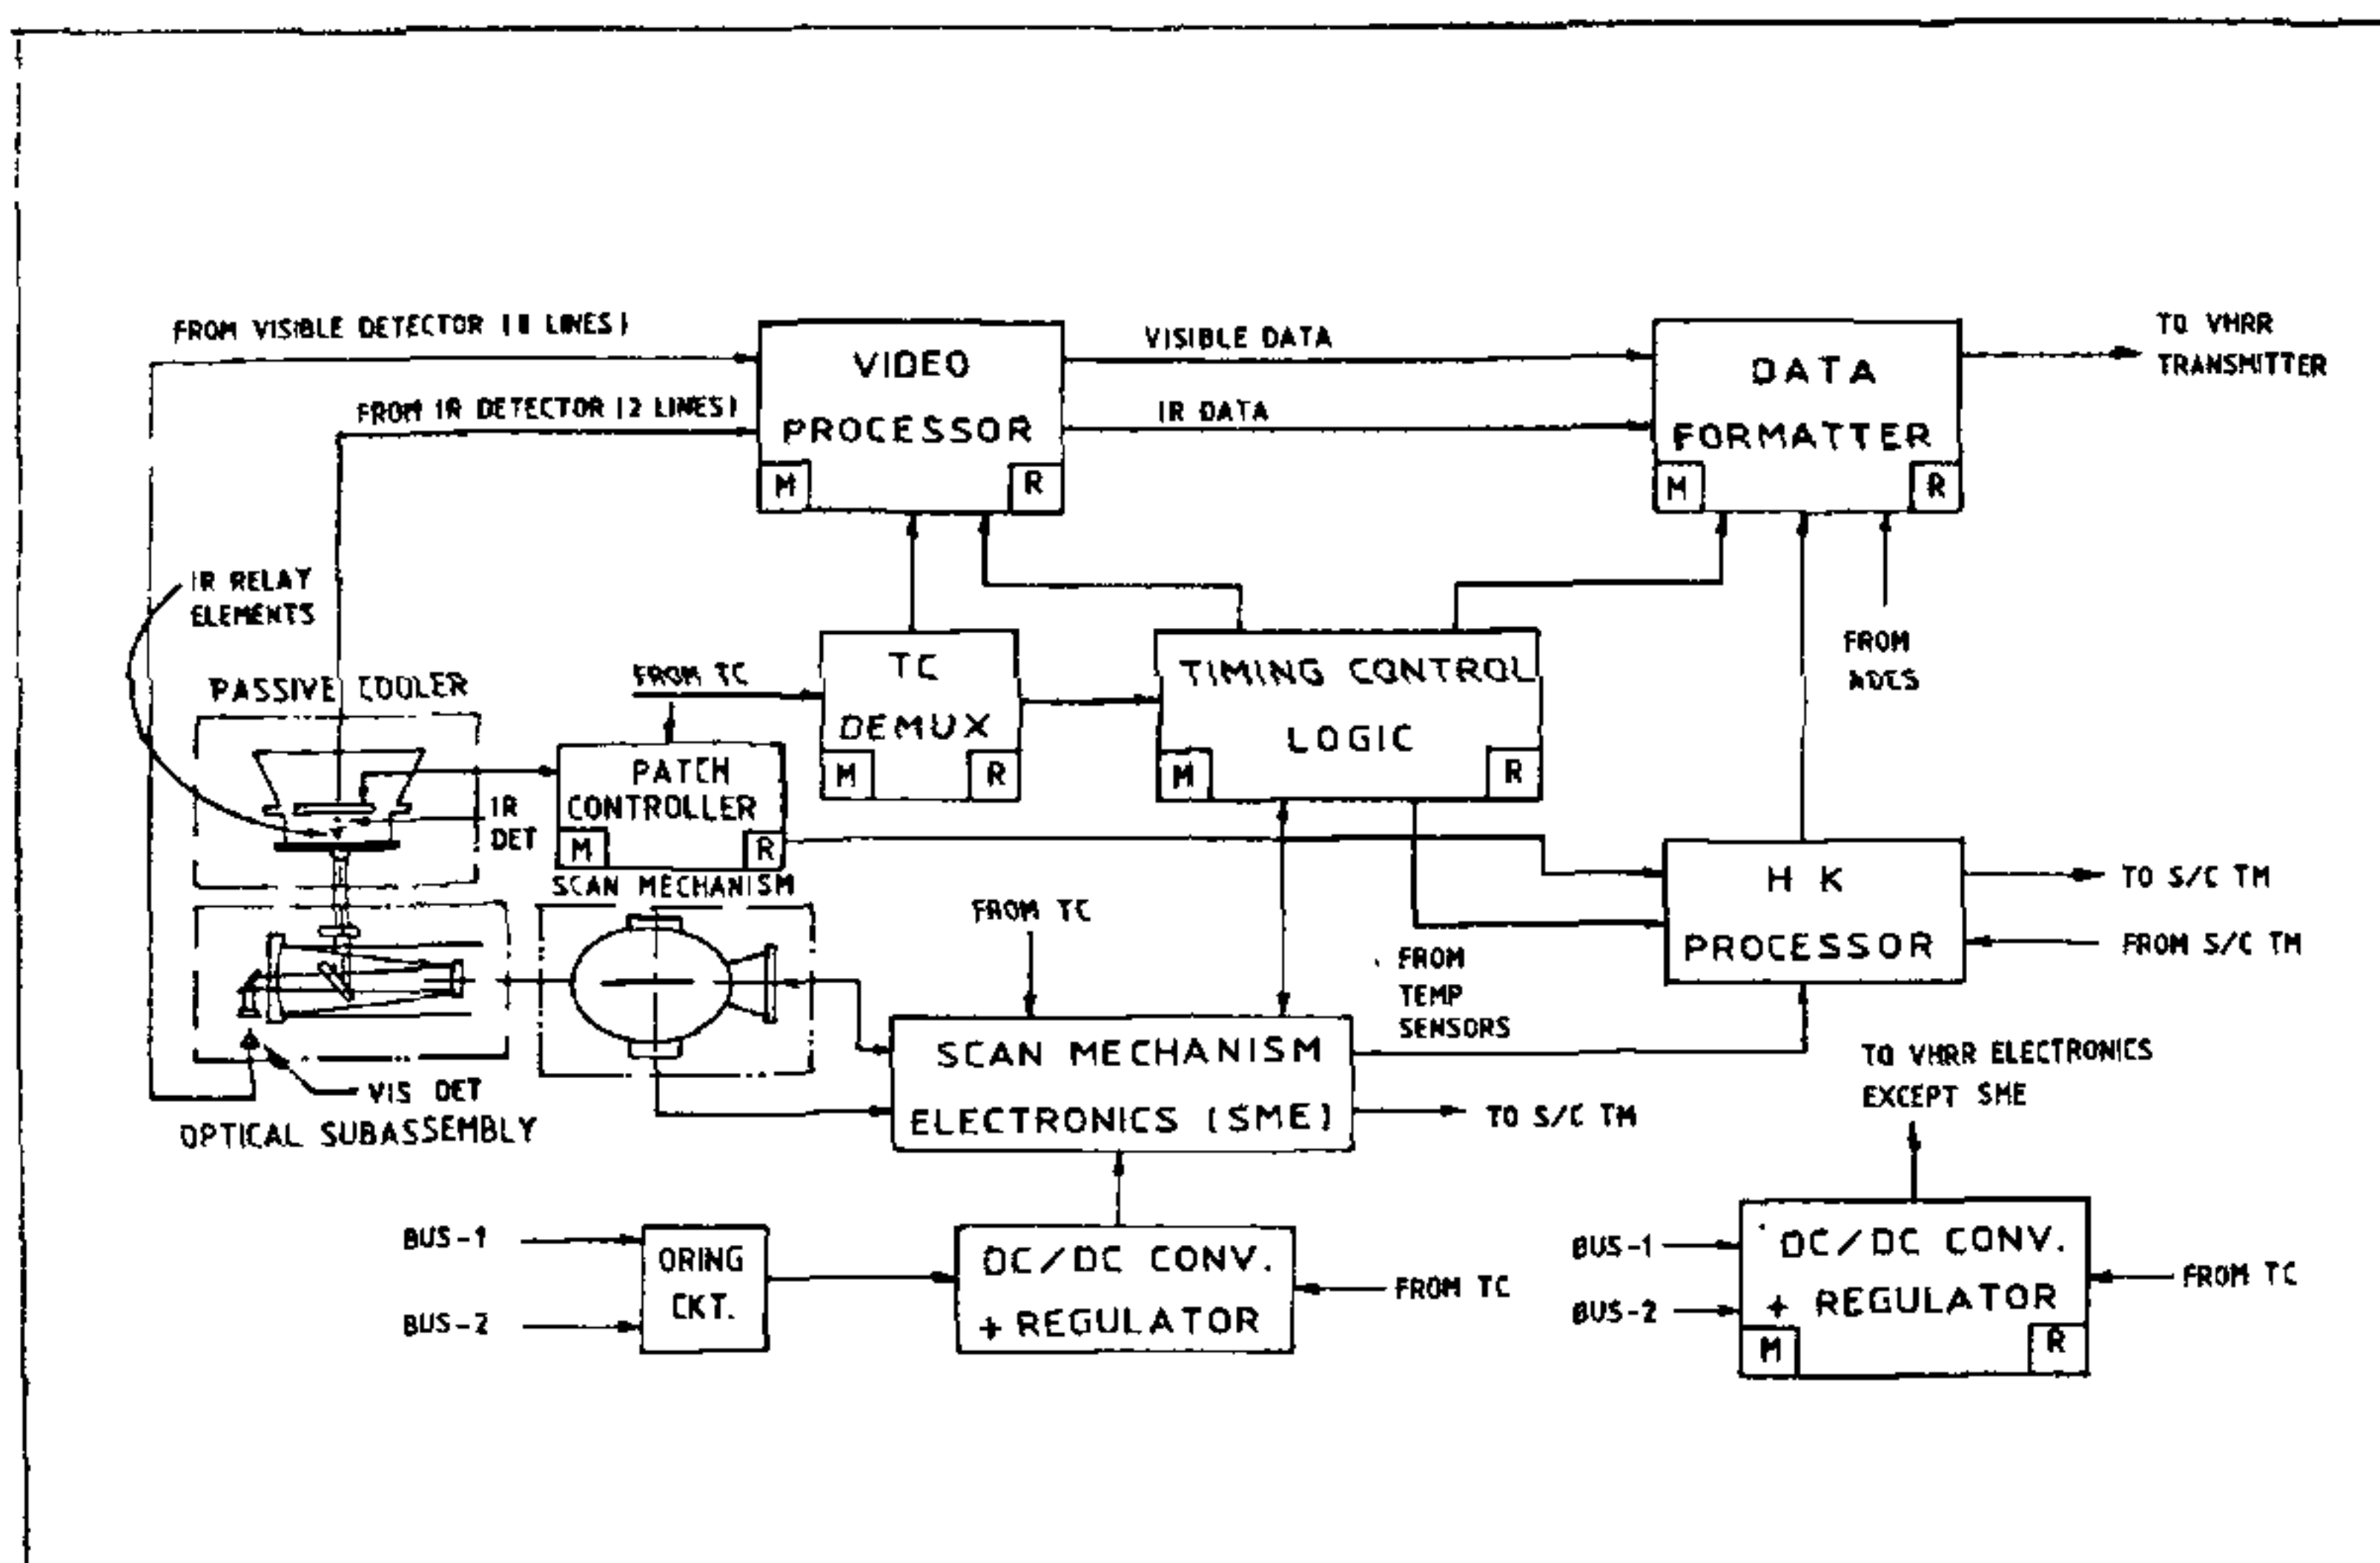 FROM VISIBLE DETECTOR LINES)
VIDEO
PROCESSOR
M
R
VISIBLE DATA
IR DATA
DATA
FORMATTER
M
R
TO VHRR
TRANSMITTER
FROM IR DETECTOR (2 LINES)
IR RELAY
ELEMENTS
PASSIVE COOLER
IR
DET
FROM TC
PATCH
CONTROLLER
M
R
TC
DEMUX
M
R
TIMING CONTROL
LOGIC
M
R
FROM
SCAN MECHANISM
FROM TC
FROM
TEMP
SENSORS
H K
PROCESSOR
TO S/C TM
FROM S/C TM
VIS DET
OPTICAL SUBASSEMBLY
SCAN MECHANISM
ELECTRONICS (SME)
TO S/C TM
TO VHRR ELECTRONICS
EXCEPT SME
BUS-1
BUS-2
ORING
CKT.
DC/DC CONV.
+ REGULATOR
FROM TC
BUS-1
BUS-2
DC/DC CONV.
+ REGULATOR
M
R
FROM TC